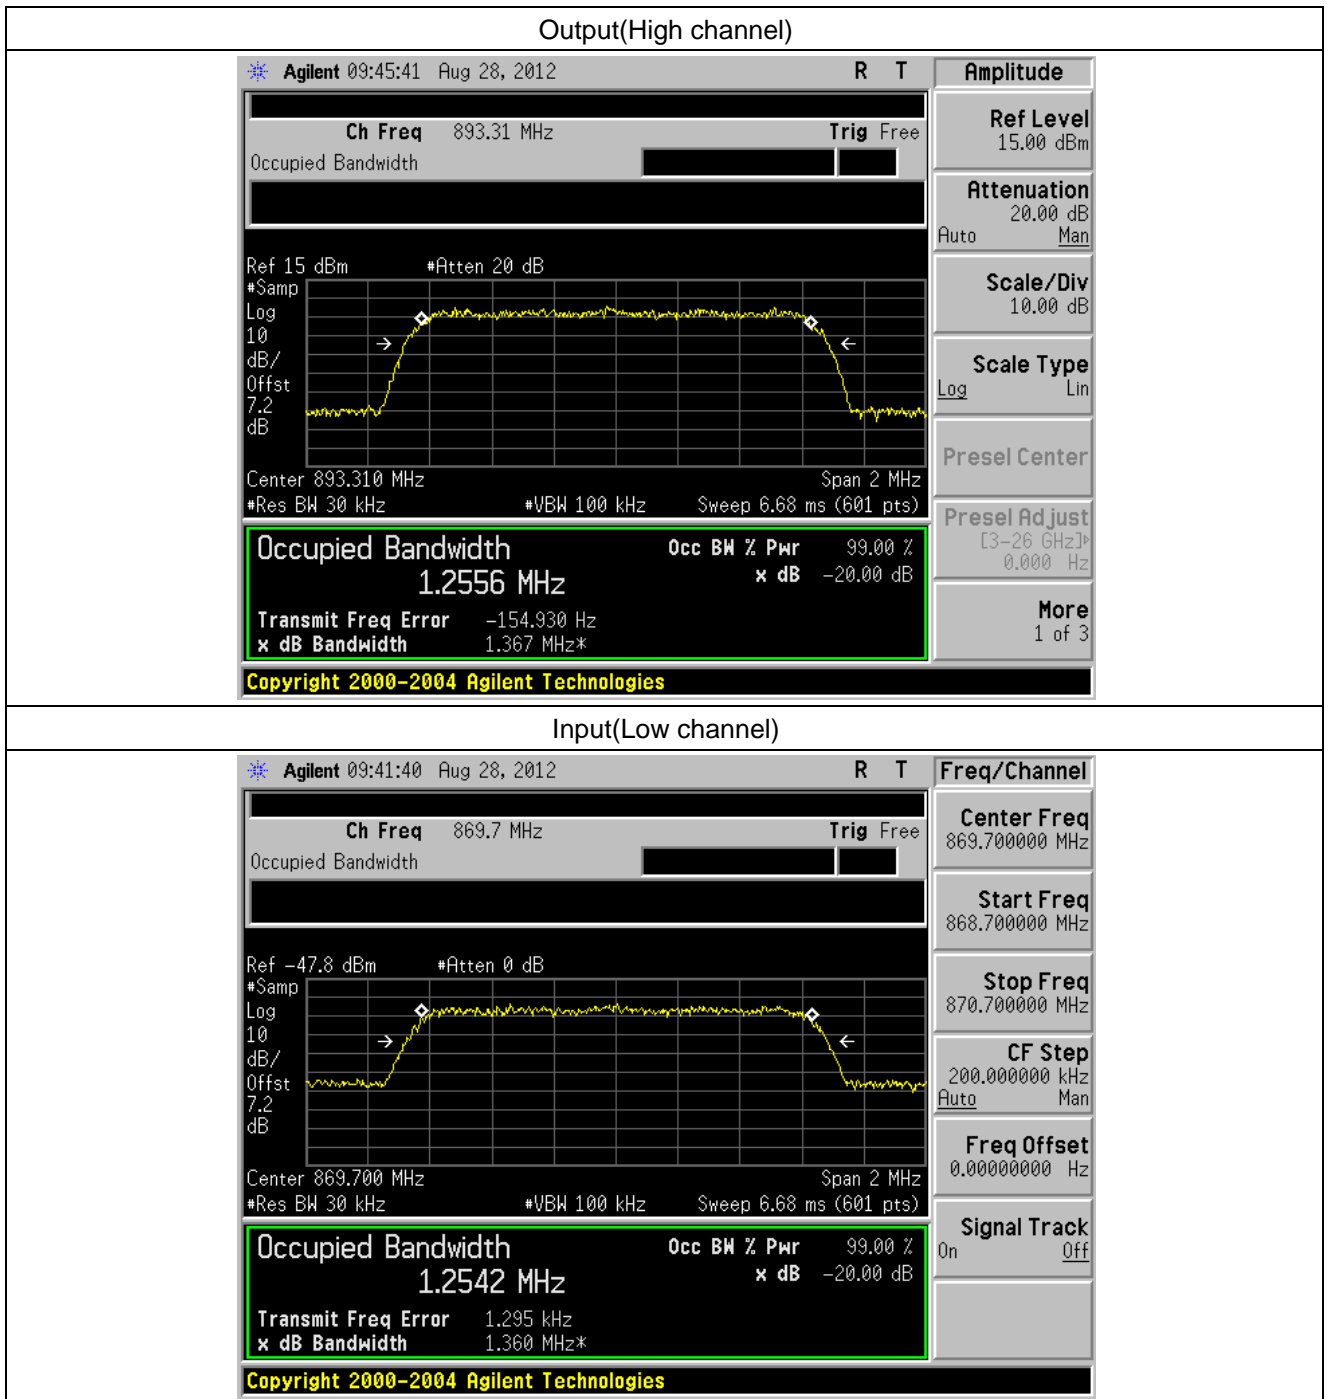 Output(High channel)
Agilent 09:45:41 Aug 28, 2012 R T Amplitude
Ch Freq 893.31 MHz Trig Free
Occupied Bandwidth
Ref Level
15.00 dBm
Attenuation
20.00 dB
Auto Man
Ref 15 dBm #Atten 20 dB
#Samp
Log
10
dB/
Offst
7.2
dB
Scale/Div
10.00 dB
Scale Type
Log Lin
Presel Center
Center 893.310 MHz Span 2 MHz
#Res BW 30 kHz #VBW 100 kHz Sweep 6.68 ms (601 pts)
Presel Adjust
[3-26 GHz]
0.000 Hz
Occupied Bandwidth Occ BW % Pwr 99.00 %
1.2556 MHz x dB -20.00 dB
Transmit Freq Error -154.930 Hz
x dB Bandwidth 1.367 MHz*
More
1 of 3
Copyright 2000-2004 Agilent Technologies
Input(Low channel)
Agilent 09:41:40 Aug 28, 2012 R T Freq/Channel
Ch Freq 869.7 MHz Trig Free
Occupied Bandwidth
Center Freq
869.700000 MHz
Start Freq
868.700000 MHz
Ref -47.8 dBm #Atten 0 dB
#Samp
Log
10
dB/
Offst
7.2
dB
Stop Freq
870.700000 MHz
CF Step
200.000000 kHz
Auto Man
Freq Offset
0.00000000 Hz
Center 869.700 MHz Span 2 MHz
#Res BW 30 kHz #VBW 100 kHz Sweep 6.68 ms (601 pts)
Signal Track
On Off
Occupied Bandwidth Occ BW % Pwr 99.00 %
1.2542 MHz x dB -20.00 dB
Transmit Freq Error 1.295 kHz
x dB Bandwidth 1.360 MHz*
Copyright 2000-2004 Agilent Technologies